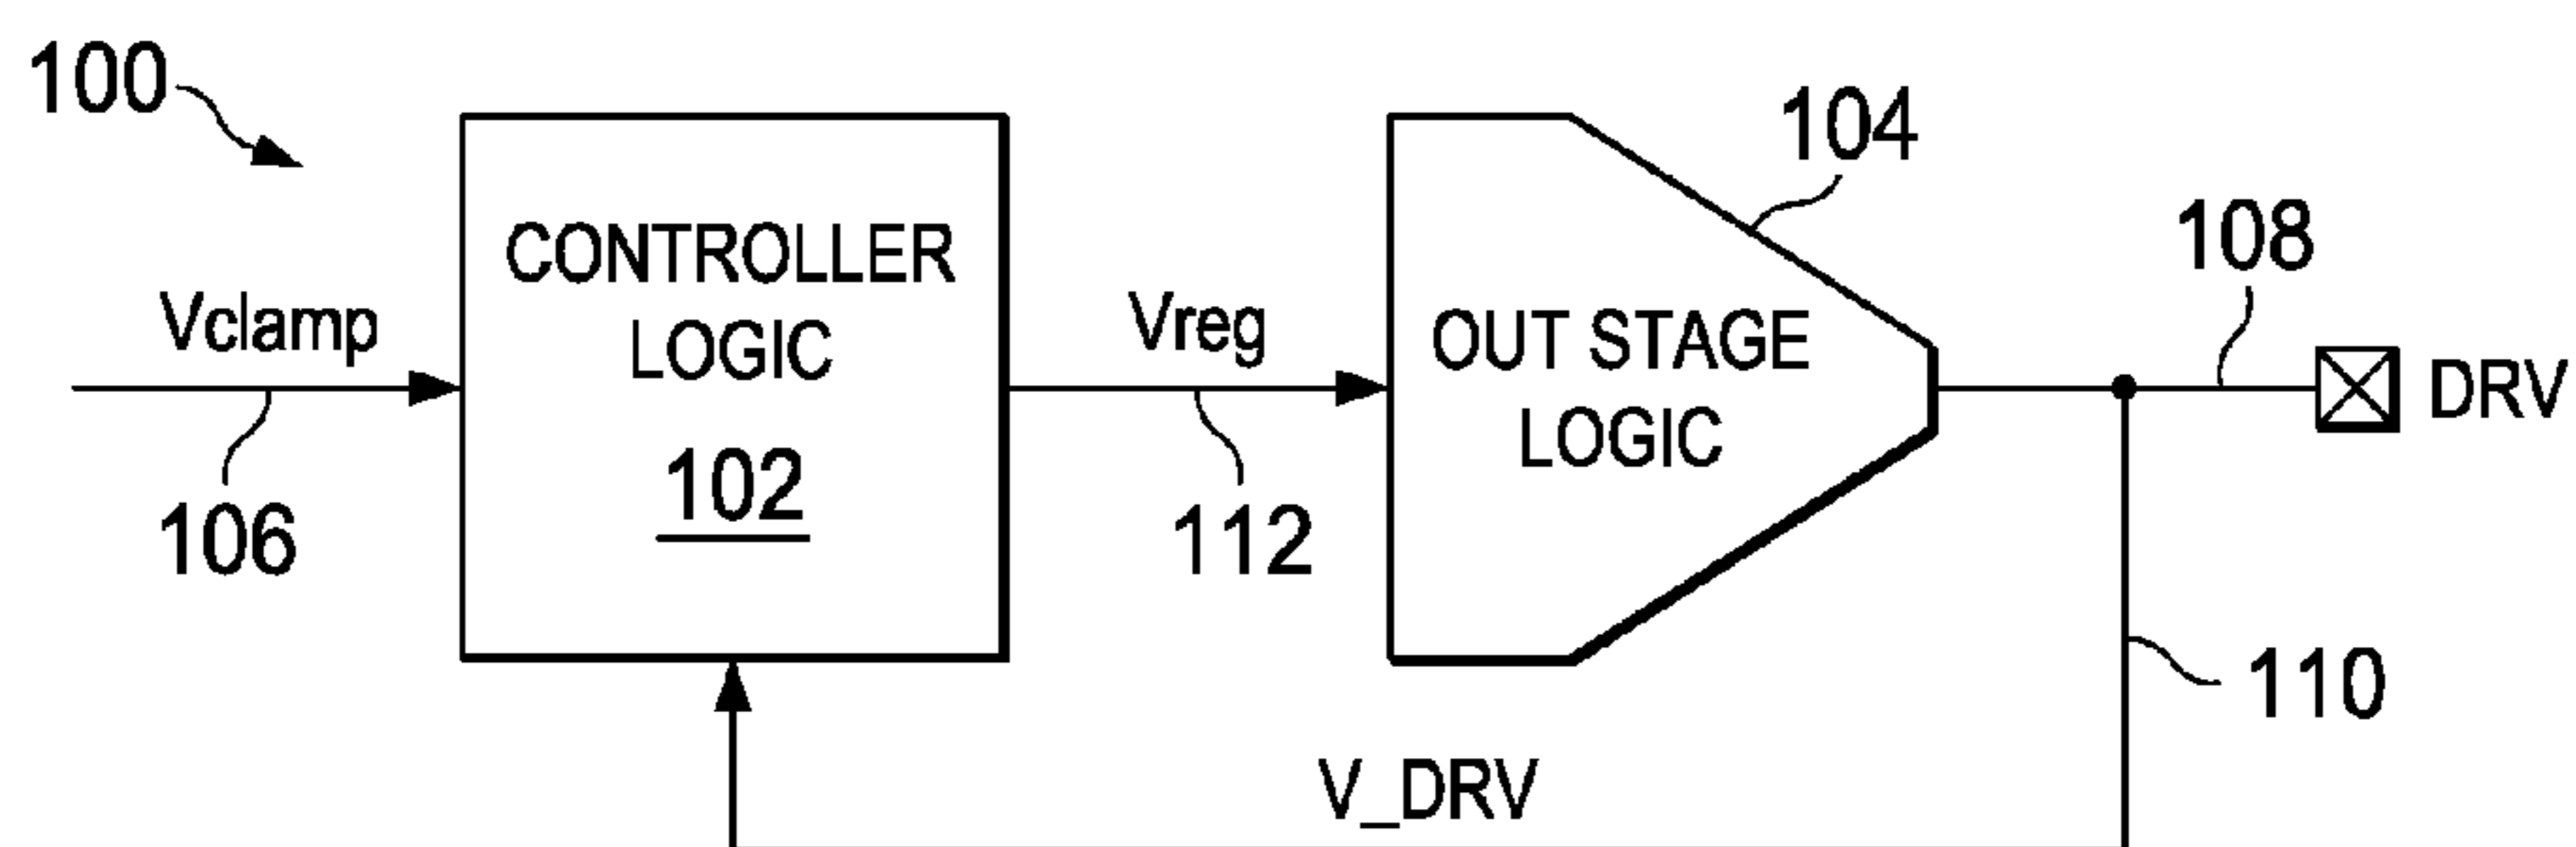 100
104
108
CONTROLLER
LOGIC
102
Vclamp
106
Vreg
112
OUT STAGE
LOGIC
DRV
110
V_DRV